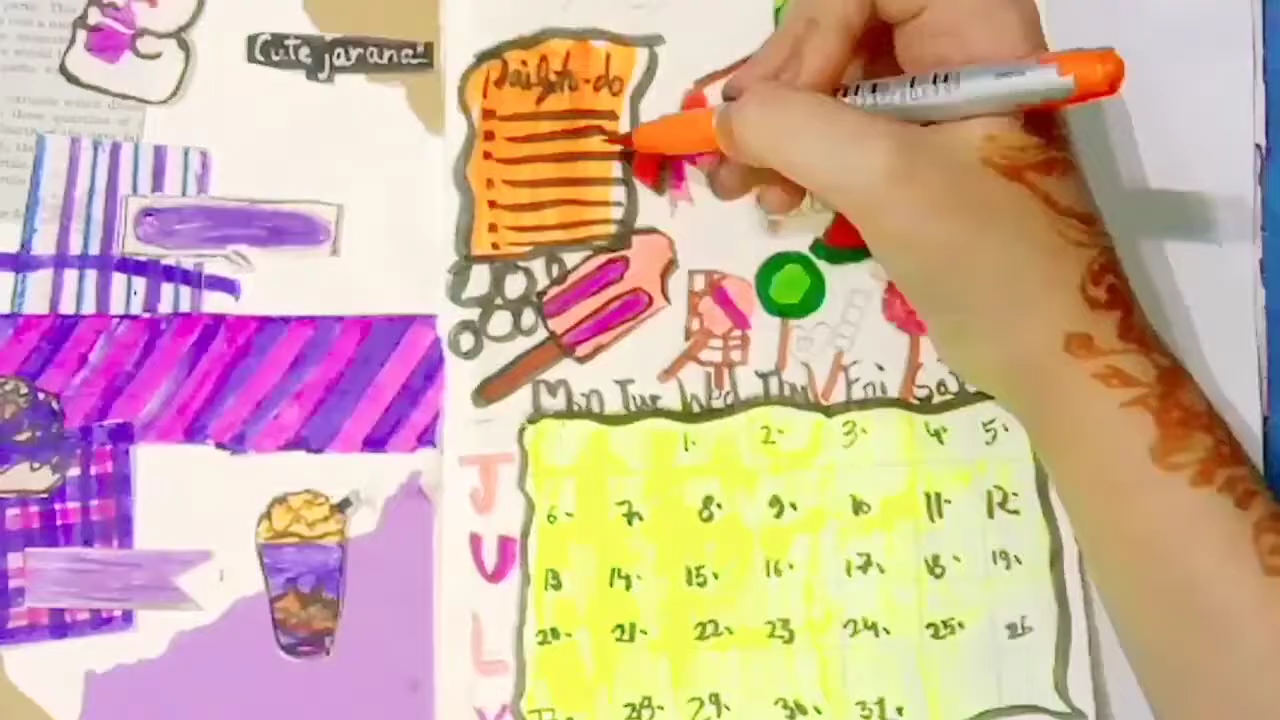 Cute jarana"
Daily to-do
Mon Tue Wed Thu Fri Sat
1. 2. 3. 4. 5.
6. 7. 8. 9. 10 11. 12.
13 14. 15. 16. 17. 18. 19.
20. 21. 22. 23 24. 25. 26
28. 29. 30. 31.
JULY